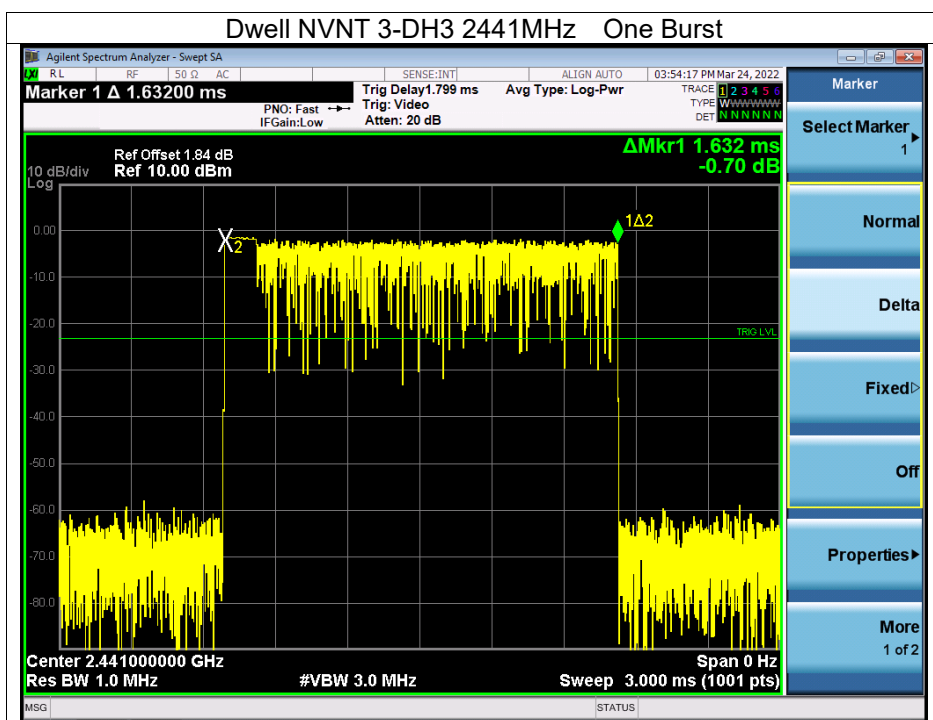 Dwell NVNT 3-DH3 2441MHz One Burst
Agilent Spectrum Analyzer - Swept SA
LXI RL RF 50 Ω AC SENSE:INT ALIGN AUTO 03:54:17 PM Mar 24, 2022
Marker 1 Δ 1.63200 ms
PNO: Fast
IFGain:Low
Trig Delay1.799 ms
Trig: Video
Atten: 20 dB
Avg Type: Log-Pwr
TRACE 1 2 3 4 5 6
TYPE WWWWWW
DET N N N N N N
Ref Offset 1.84 dB
10 dB/div Ref 10.00 dBm
Log
ΔMkr1 1.632 ms
-0.70 dB
0.00
-10.0
-20.0
-30.0
-40.0
-50.0
-60.0
-70.0
-80.0
X2
1Δ2
TRIG LVL
Center 2.441000000 GHz Span 0 Hz
Res BW 1.0 MHz #VBW 3.0 MHz Sweep 3.000 ms (1001 pts)
MSG STATUS
Marker
Select Marker
1
Normal
Delta
Fixed
Off
Properties
More
1 of 2